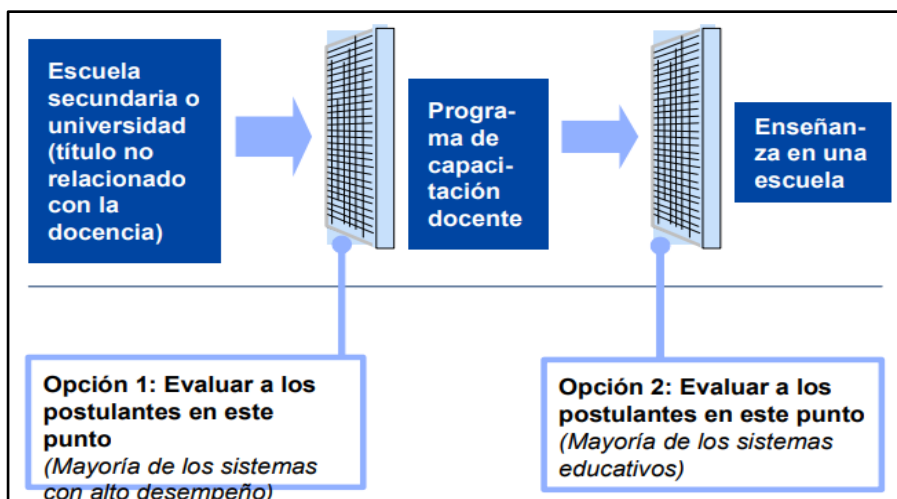 Escuela
secundaria o
universidad
(título no
relacionado
con la
docencia)
Progra-
ma de
capaci-
tación
docente
Enseñan-
za en una
escuela
Opción 1: Evaluar a los
postulantes en este
punto
(Mayoría de los sistemas
con alto desempeño)
Opción 2: Evaluar a los
postulantes en este punto
(Mayoría de los sistemas
educativos)